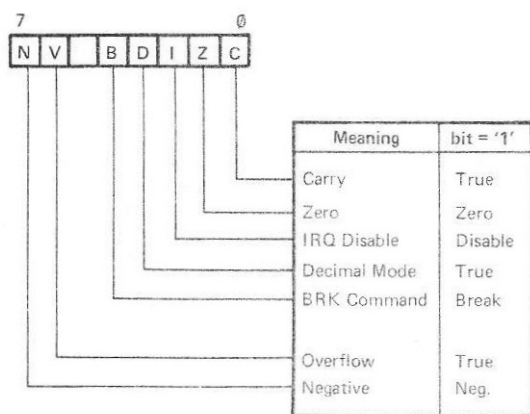 7 0
N V B D I Z C
Meaning bit = '1'
Carry True
Zero Zero
IRQ Disable Disable
Decimal Mode True
BRK Command Break
Overflow True
Negative Neg.